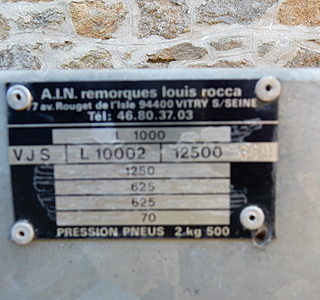 A.I.N. remorques louis rocca
7 av. Rouget de l'Isle 94400 VITRY S/SEINE
Tél: 46.80.37.03
L 1000
VJS L 10002 12500
1250
625
625
70
PRESSION PNEUS 2.kg 500